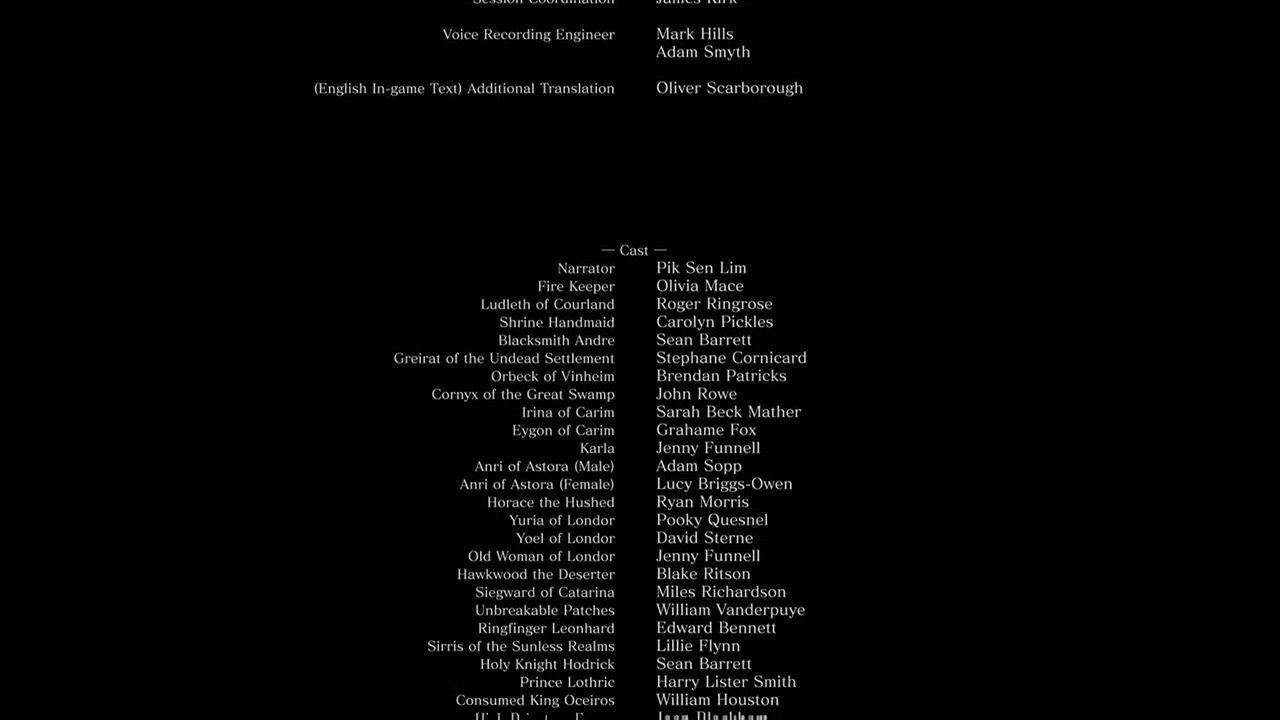 Session Coordination James Kirk
Voice Recording Engineer Mark Hills
Adam Smyth
(English In-game Text) Additional Translation Oliver Scarborough
— Cast —
Narrator Pik Sen Lim
Fire Keeper Olivia Mace
Ludleth of Courland Roger Ringrose
Shrine Handmaid Carolyn Pickles
Blacksmith Andre Sean Barrett
Greirat of the Undead Settlement Stephane Cornicard
Orbeck of Vinheim Brendan Patricks
Cornyx of the Great Swamp John Rowe
Irina of Carim Sarah Beck Mather
Eygon of Carim Grahame Fox
Karla Jenny Funnell
Anri of Astora (Male) Adam Sopp
Anri of Astora (Female) Lucy Briggs-Owen
Horace the Hushed Ryan Morris
Yuria of Londor Pooky Quesnel
Yoel of Londor David Sterne
Old Woman of Londor Jenny Funnell
Hawkwood the Deserter Blake Ritson
Siegward of Catarina Miles Richardson
Unbreakable Patches William Vanderpuye
Ringfinger Leonhard Edward Bennett
Sirris of the Sunless Realms Lillie Flynn
Holy Knight Hodrick Sean Barrett
Prince Lothric Harry Lister Smith
Consumed King Oceiros William Houston